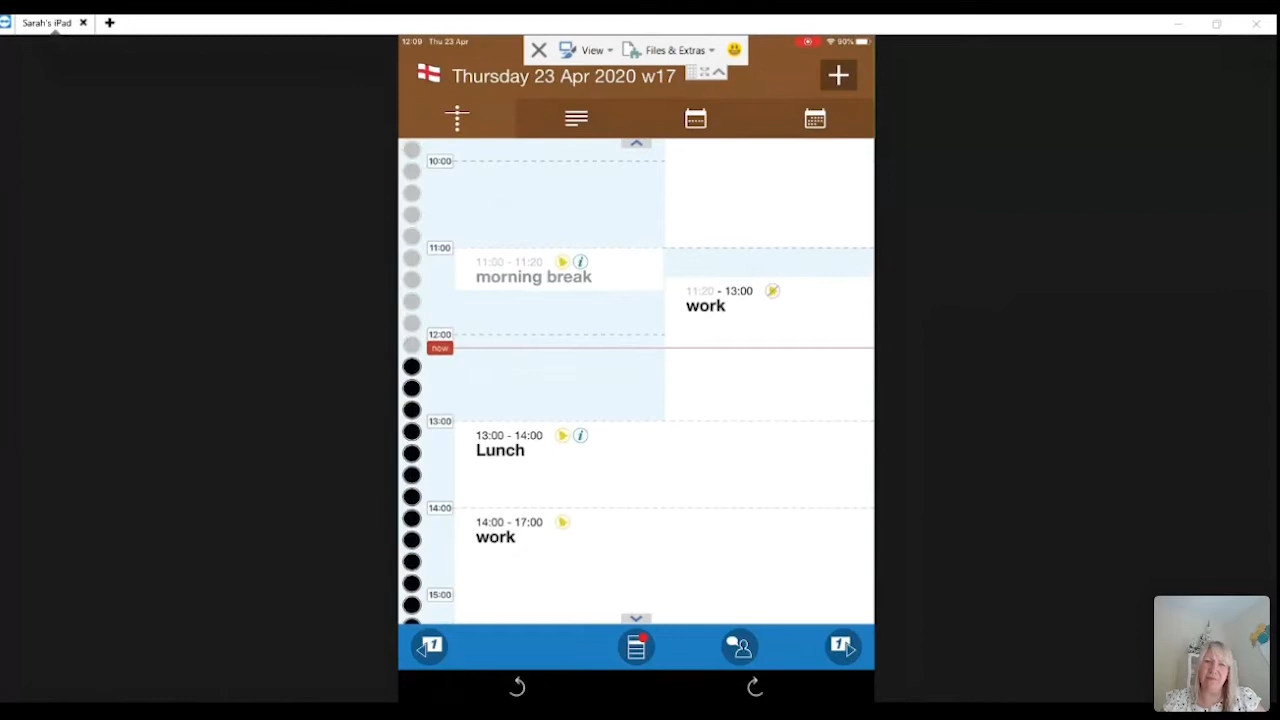 Sarah's iPad
12:09 Thu 23 Apr
90%
View
Files & Extras
Thursday 23 Apr 2020 w17
10:00
11:00
11:00 - 11:20
morning break
11:20 - 13:00
work
12:00
now
13:00
13:00 - 14:00
Lunch
14:00
14:00 - 17:00
work
15:00
1
1